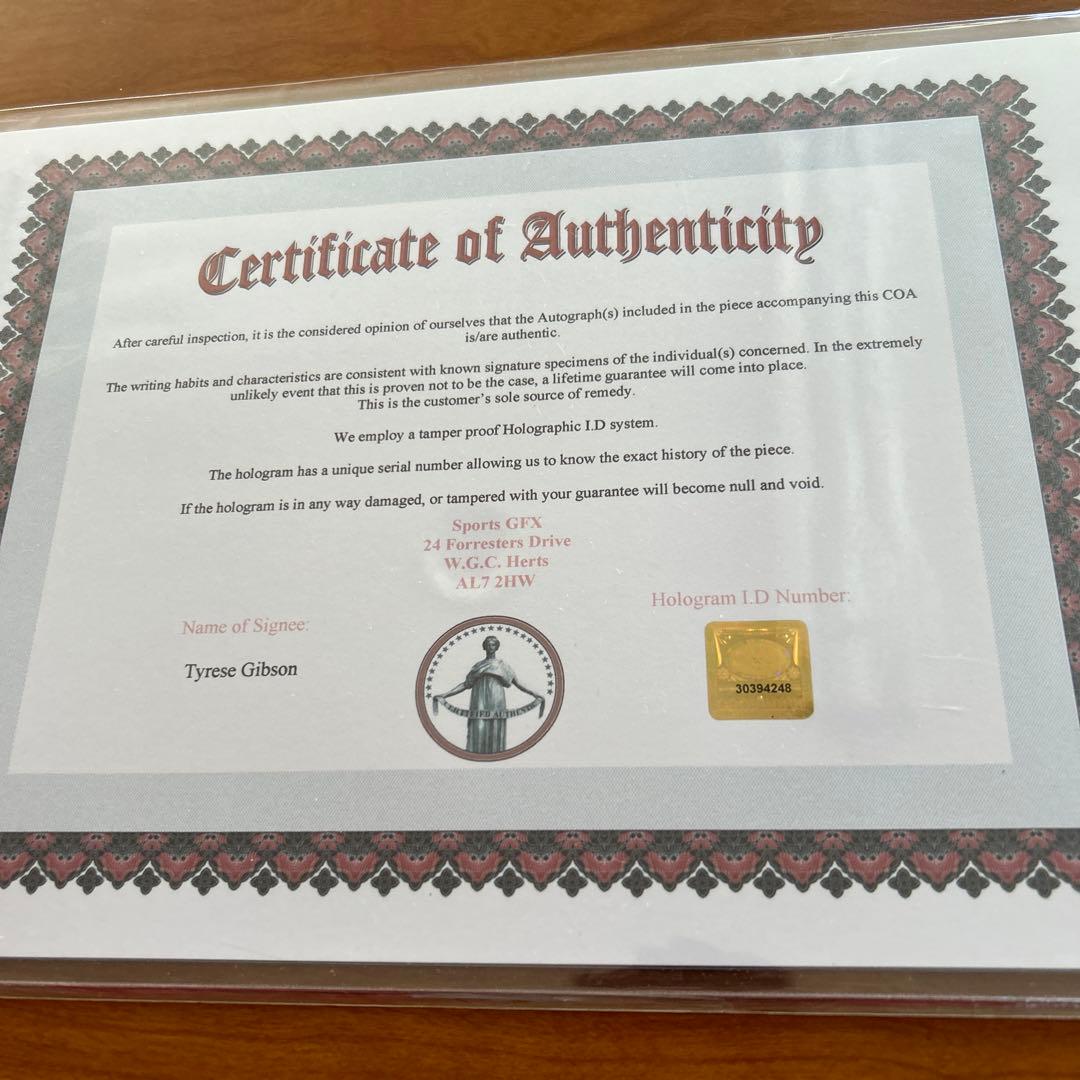 Certificate of Authenticity
After careful inspection, it is the considered opinion of ourselves that the Autograph(s) included in the piece accompanying this COA
is/are authentic.
The writing habits and characteristics are consistent with known signature specimens of the individual(s) concerned. In the extremely
unlikely event that this is proven not to be the case, a lifetime guarantee will come into place.
This is the customer's sole source of remedy.
We employ a tamper proof Holographic I.D system.
The hologram has a unique serial number allowing us to know the exact history of the piece.
If the hologram is in any way damaged, or tampered with your guarantee will become null and void.
Sports GFX
24 Forresters Drive
W.G.C. Herts
AL7 2HW
Name of Signee:
Tyrese Gibson
CERTIFIED AUTHENTIC
Hologram I.D Number:
30394248